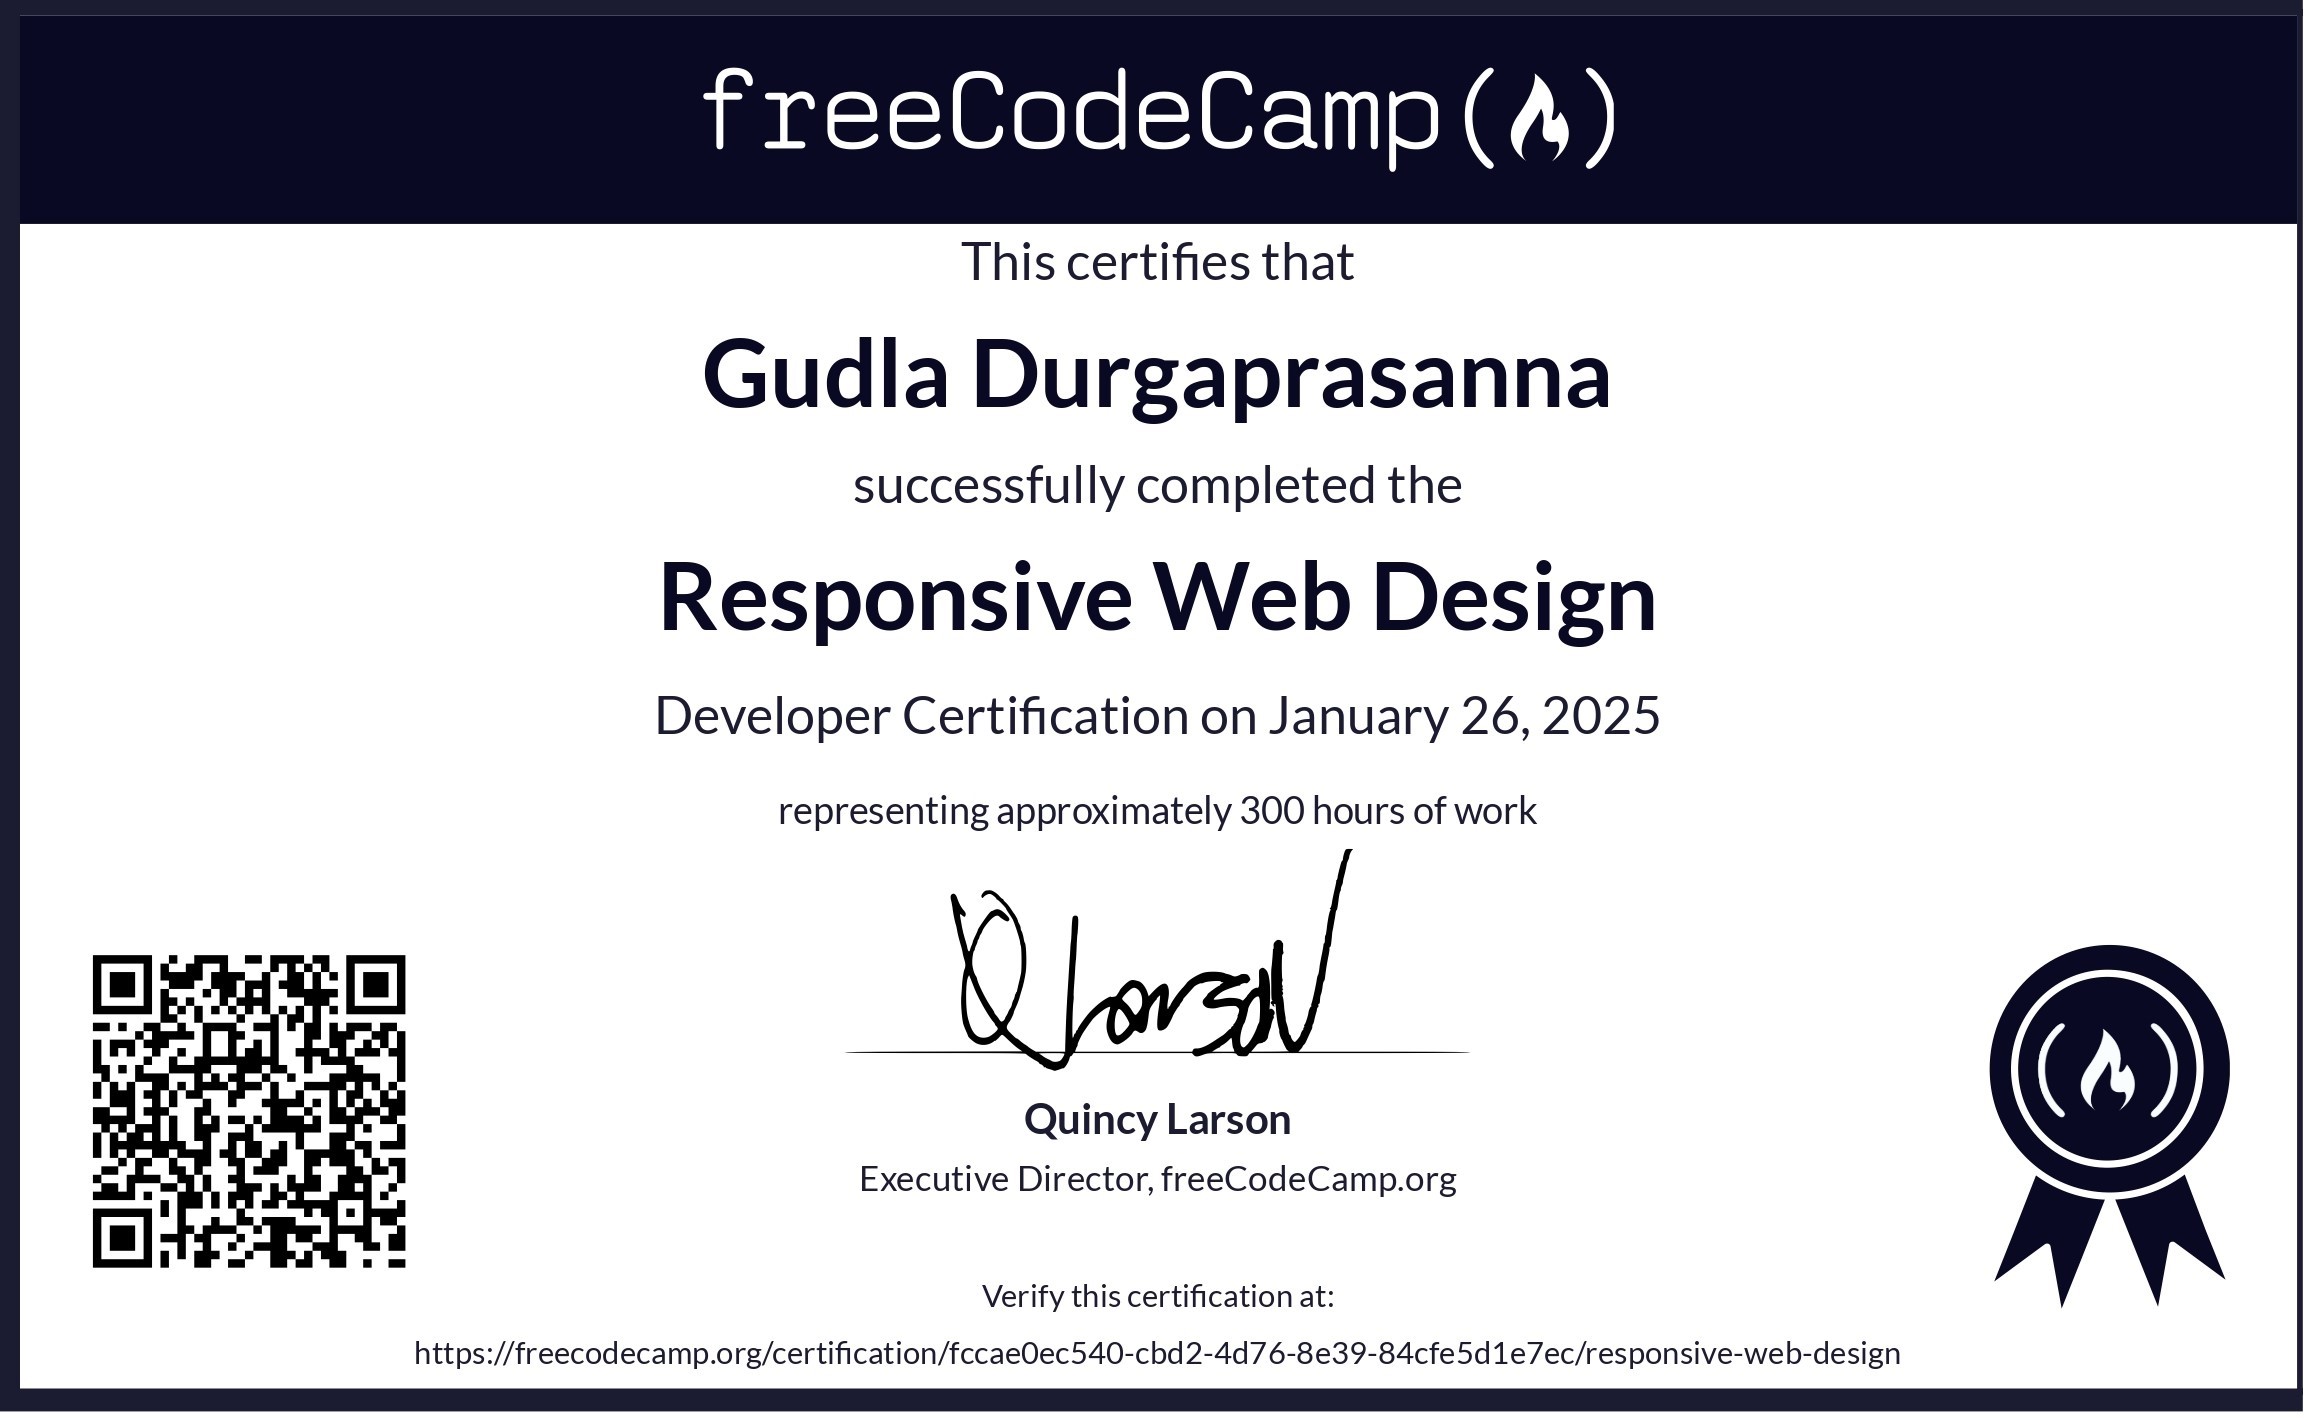 freeCodeCamp
This certifies that
Gudla Durgaprasanna
successfully completed the
Responsive Web Design
Developer Certification on January 26, 2025
representing approximately 300 hours of work
Quincy Larson
Executive Director, freeCodeCamp.org
Verify this certification at:
https://freecodecamp.org/certification/fccae0ec540-cbd2-4d76-8e39-84cfe5d1e7ec/responsive-web-design